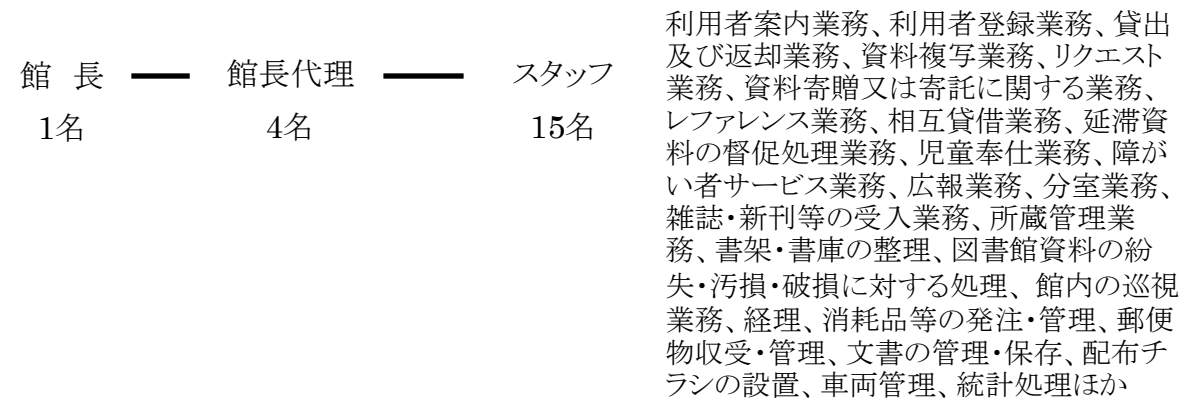 館 長 ━━ 館長代理 ━━━ スタッフ
1名 4名 15名
利用者案内業務、利用者登録業務、貸出
及び返却業務、資料複写業務、リクエスト
業務、資料寄贈又は寄託に関する業務、
レファレンス業務、相互貸借業務、延滞資
料の督促処理業務、児童奉仕業務、障が
い者サービス業務、広報業務、分室業務、
雑誌・新刊等の受入業務、所蔵管理業
務、書架・書庫の整理、図書館資料の紛
失・汚損・破損に対する処理、館内の巡視
業務、経理、消耗品等の発注・管理、郵便
物収受・管理、文書の管理・保存、配布チ
ラシの設置、車両管理、統計処理ほか